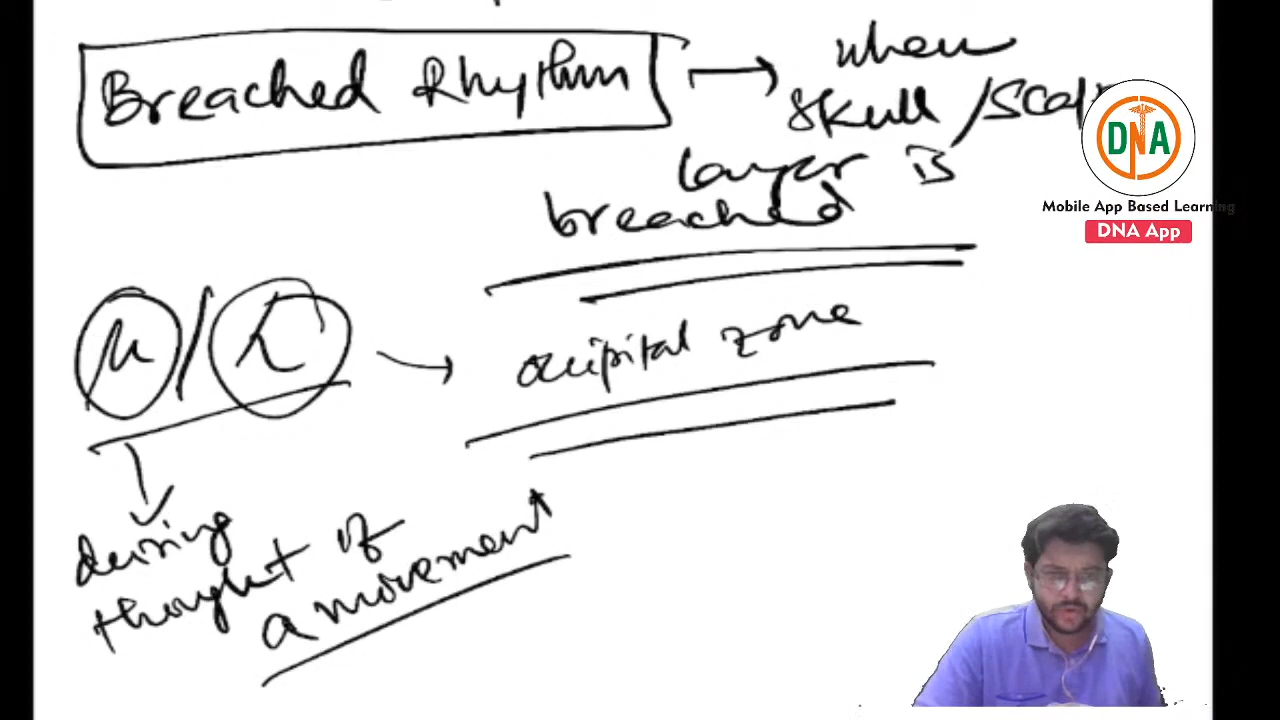 Breached Rhythm → when
skull /scalp
layer is
breached
μ / λ → occipital zone
during
thought of
a movement
DNA
Mobile App Based Learning
DNA App